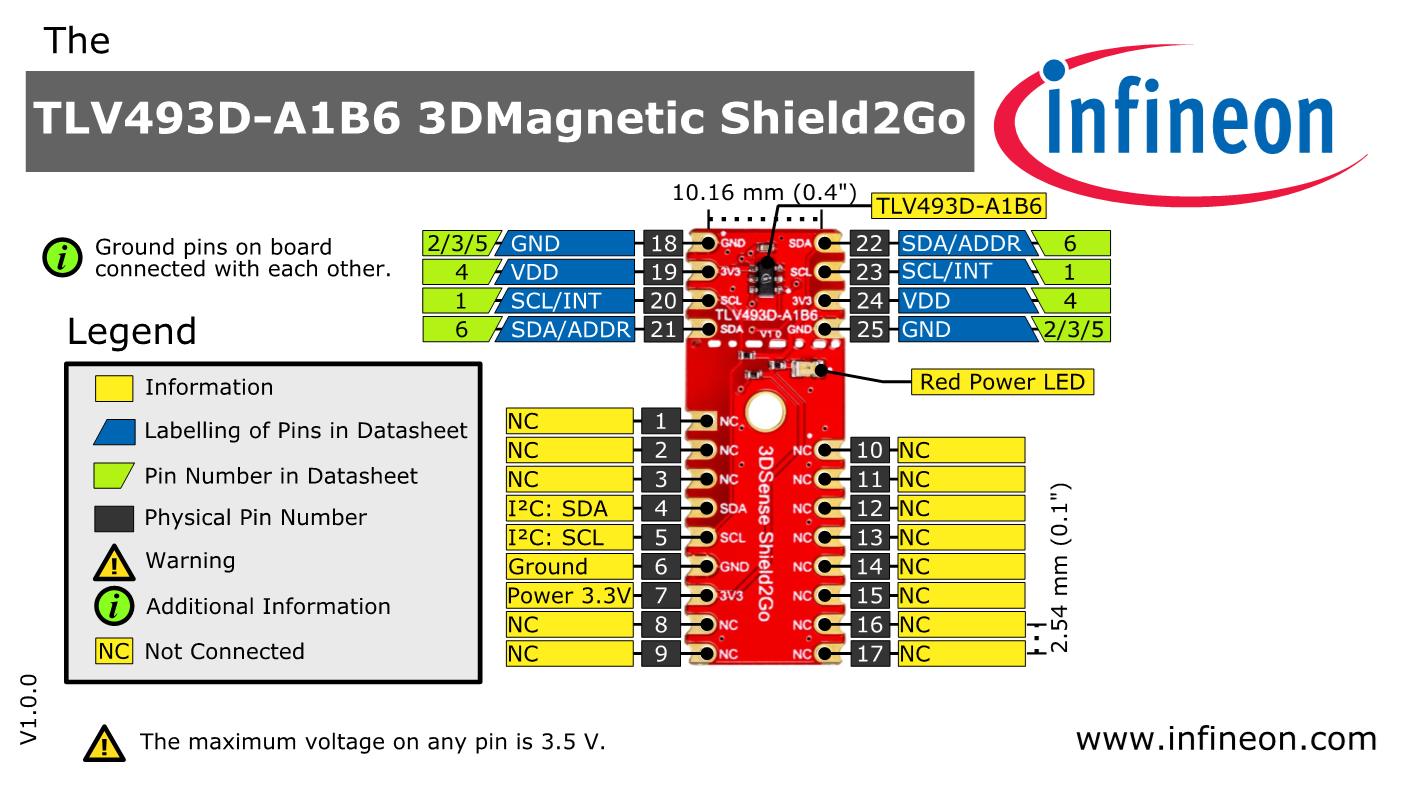 The
TLV493D-A1B6 3DMagnetic Shield2Go
infineon
10.16 mm (0.4")
TLV493D-A1B6
i Ground pins on board
connected with each other.
2/3/5 GND 18 GND SDA 22 SDA/ADDR 6
4 VDD 19 3V3 SCL 23 SCL/INT 1
1 SCL/INT 20 SCL 3V3 24 VDD 4
TLV493D-A1B6
6 SDA/ADDR 21 SDA V1.0 GND 25 GND 2/3/5
Red Power LED
Legend
Information
Labelling of Pins in Datasheet
Pin Number in Datasheet
Physical Pin Number
! Warning
i Additional Information
NC Not Connected
NC 1 NC
NC 2 NC NC 10 NC
NC 3 NC NC 11 NC
I²C: SDA 4 SDA NC 12 NC
I²C: SCL 5 SCL NC 13 NC
Ground 6 GND NC 14 NC
Power 3.3V 7 3V3 NC 15 NC
NC 8 NC NC 16 NC
NC 9 NC NC 17 NC
3DSense Shield2Go
2.54 mm (0.1")
V1.0.0
! The maximum voltage on any pin is 3.5 V.
www.infineon.com